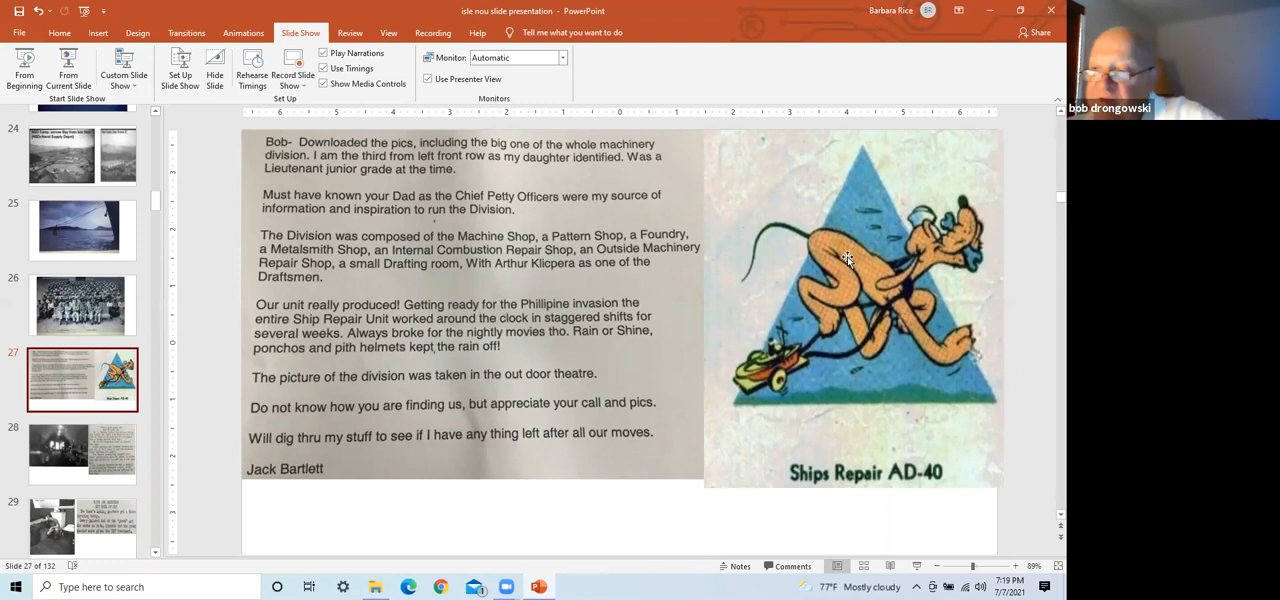 isle nou slide presentation - PowerPoint
Barbara Rice
BR
File
Home
Insert
Design
Transitions
Animations
Slide Show
Review
View
Recording
Help
Tell me what you want to do
Share
From Beginning
From Current Slide
Custom Slide Show
Start Slide Show
Set Up Slide Show
Hide Slide
Rehearse Timings
Record Slide Show
Set Up
Play Narrations
Use Timings
Show Media Controls
Monitor:
Automatic
Use Presenter View
Monitors
bob drongowski
24
25
26
27
28
29
Bob- Downloaded the pics, including the big one of the whole machinery
division. I am the third from left front row as my daughter identified. Was a
Lieutenant junior grade at the time.
Must have known your Dad as the Chief Petty Officers were my source of
information and inspiration to run the Division.
The Division was composed of the Machine Shop, a Pattern Shop, a Foundry,
a Metalsmith Shop, an Internal Combustion Repair Shop, an Outside Machinery
Repair Shop, a small Drafting room, With Arthur Klicpera as one of the
Draftsmen.
Our unit really produced! Getting ready for the Phillipine invasion the
entire Ship Repair Unit worked around the clock in staggered shifts for
several weeks. Always broke for the nightly movies tho. Rain or Shine,
ponchos and pith helmets kept the rain off!
The picture of the division was taken in the out door theatre.
Do not know how you are finding us, but appreciate your call and pics.
Will dig thru my stuff to see if I have any thing left after all our moves.
Jack Bartlett
Ships Repair AD-40
Slide 27 of 132
Notes
Comments
89%
Type here to search
77°F Mostly cloudy
7:19 PM
7/7/2021